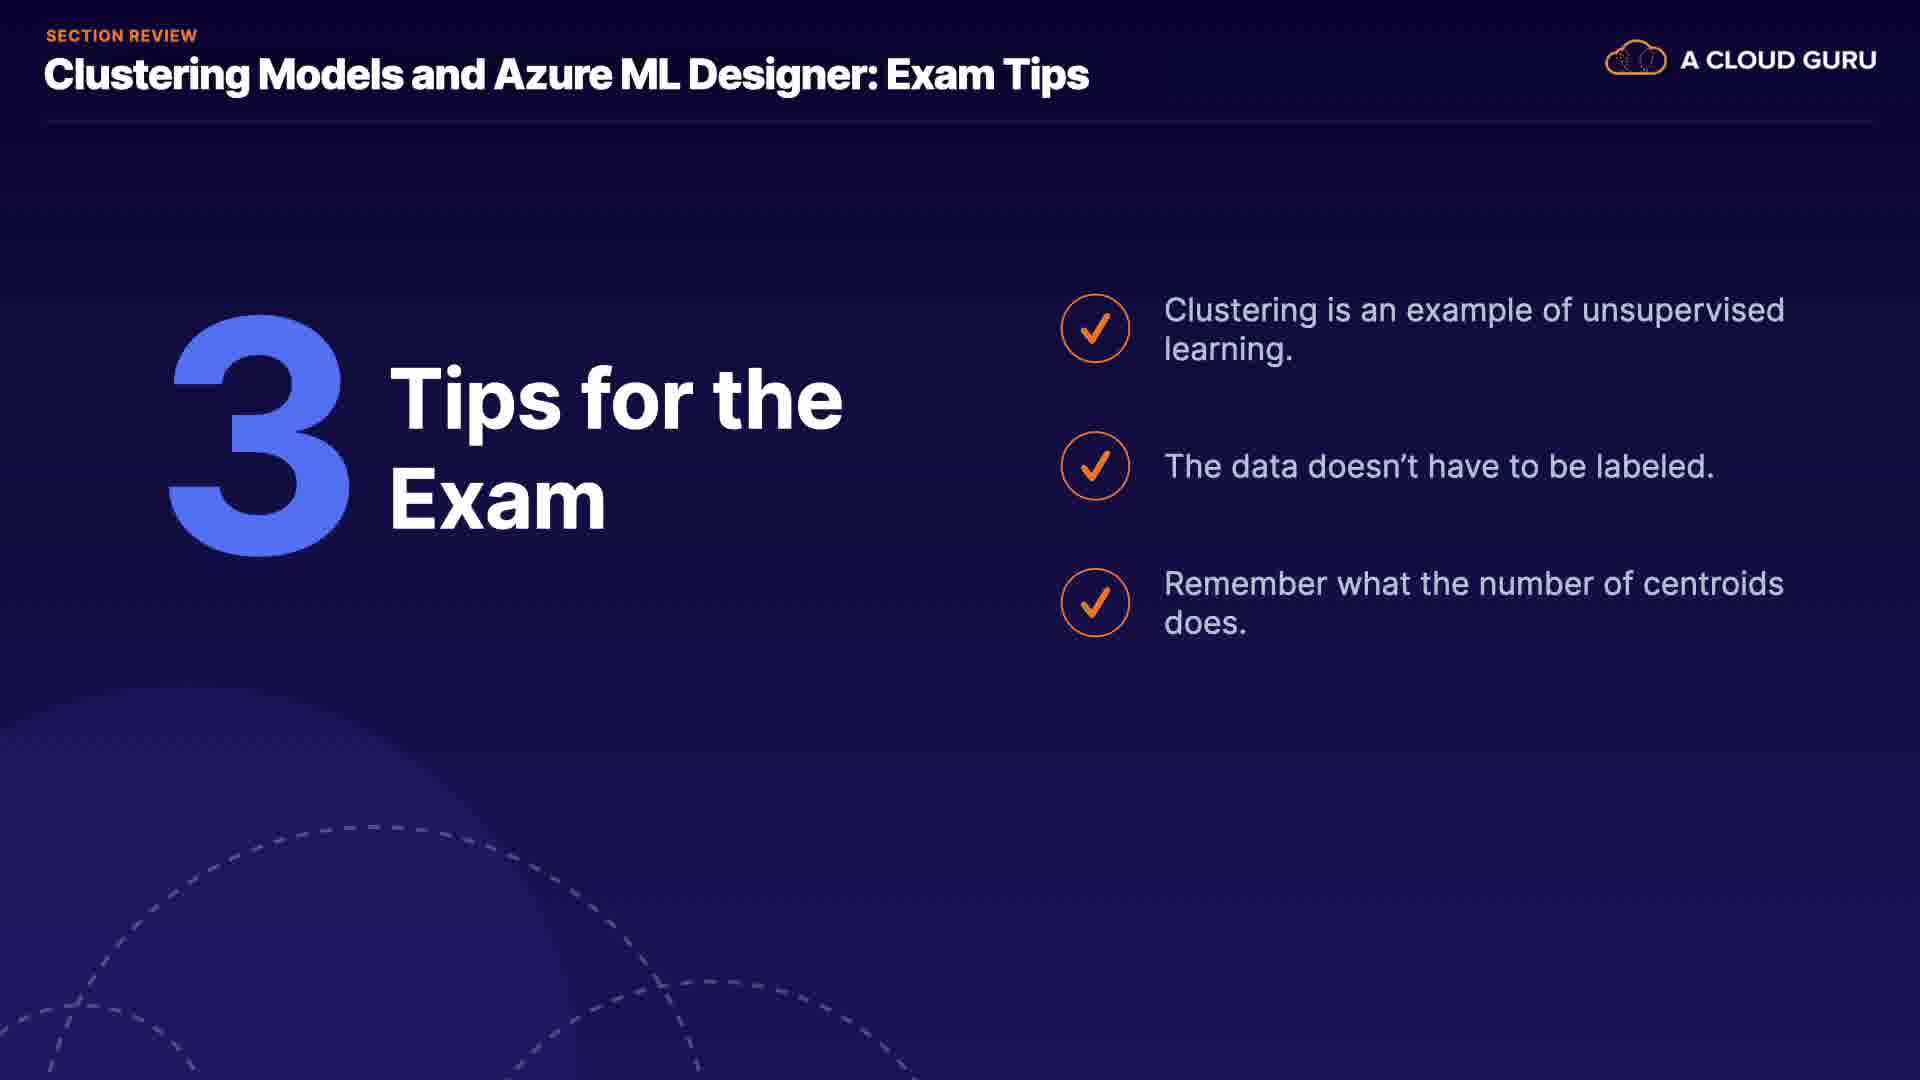 SECTION REVIEW
Clustering Models and Azure ML Designer: Exam Tips
A CLOUD GURU
3
Tips for the
Exam
Clustering is an example of unsupervised
learning.
The data doesn’t have to be labeled.
Remember what the number of centroids
does.